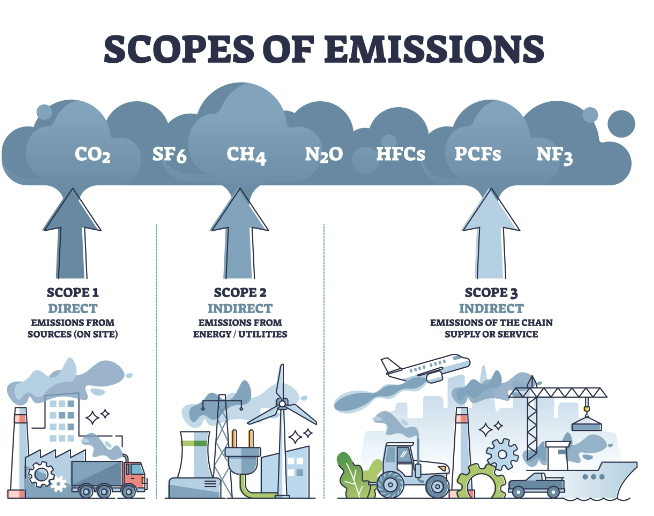 SCOPES OF EMISSIONS
CO2 SF6 CH4 N2O HFCs PCFs NF3
SCOPE 1
DIRECT
EMISSIONS FROM
SOURCES (ON SITE)
SCOPE 2
INDIRECT
EMISSIONS FROM
ENERGY / UTILITIES
SCOPE 3
INDIRECT
EMISSIONS OF THE CHAIN
SUPPLY OR SERVICE